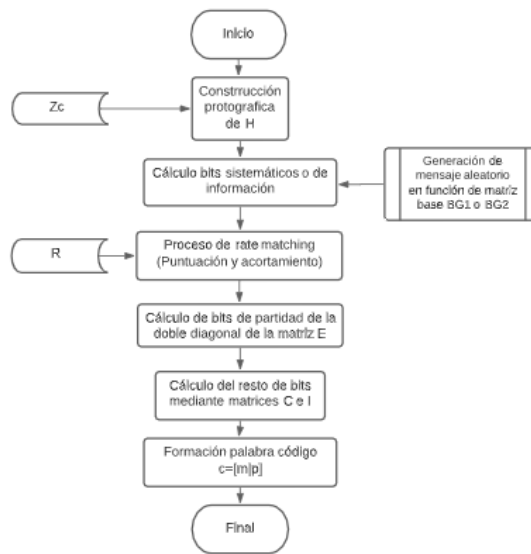 Inicio
Constrrucción
protografica
de H
Zc
Cálculo bits sistemáticos o de
información
Generación de
mensaje aleatorio
en función de matriz
base BG1 o BG2
Proceso de rate matching
(Puntuación y acortamiento)
R
Cálculo de bits de partidad de la
doble diagonal de la matriz E
Cálculo del resto de bits
mediante matrices C e I
Formación palabra código
c=[m|p]
Final